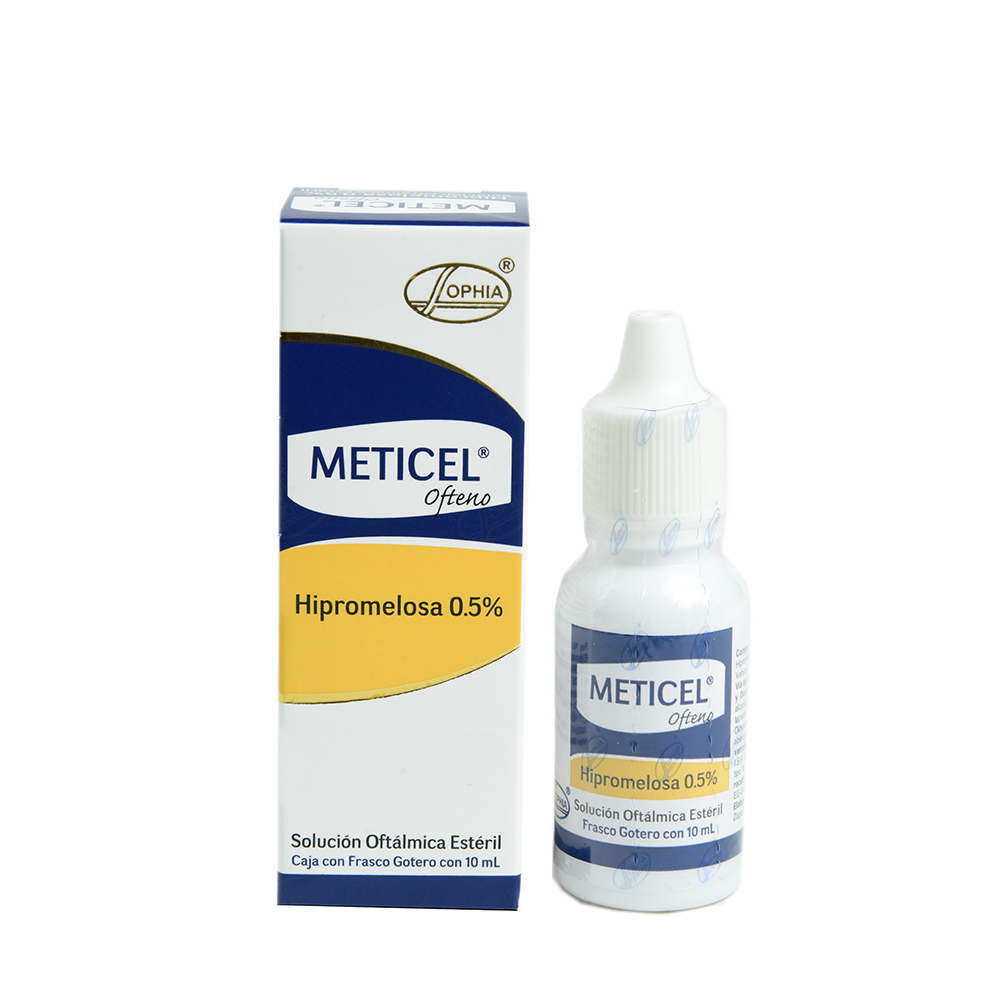 METICEL®
SOPHIA®
METICEL®
Ofteno
Hipromelosa 0.5%
Solución Oftálmica Estéril
Caja con Frasco Gotero con 10 mL
METICEL®
Ofteno
Hipromelosa 0.5%
Solución Oftálmica Estéril
Frasco Gotero con 10 mL